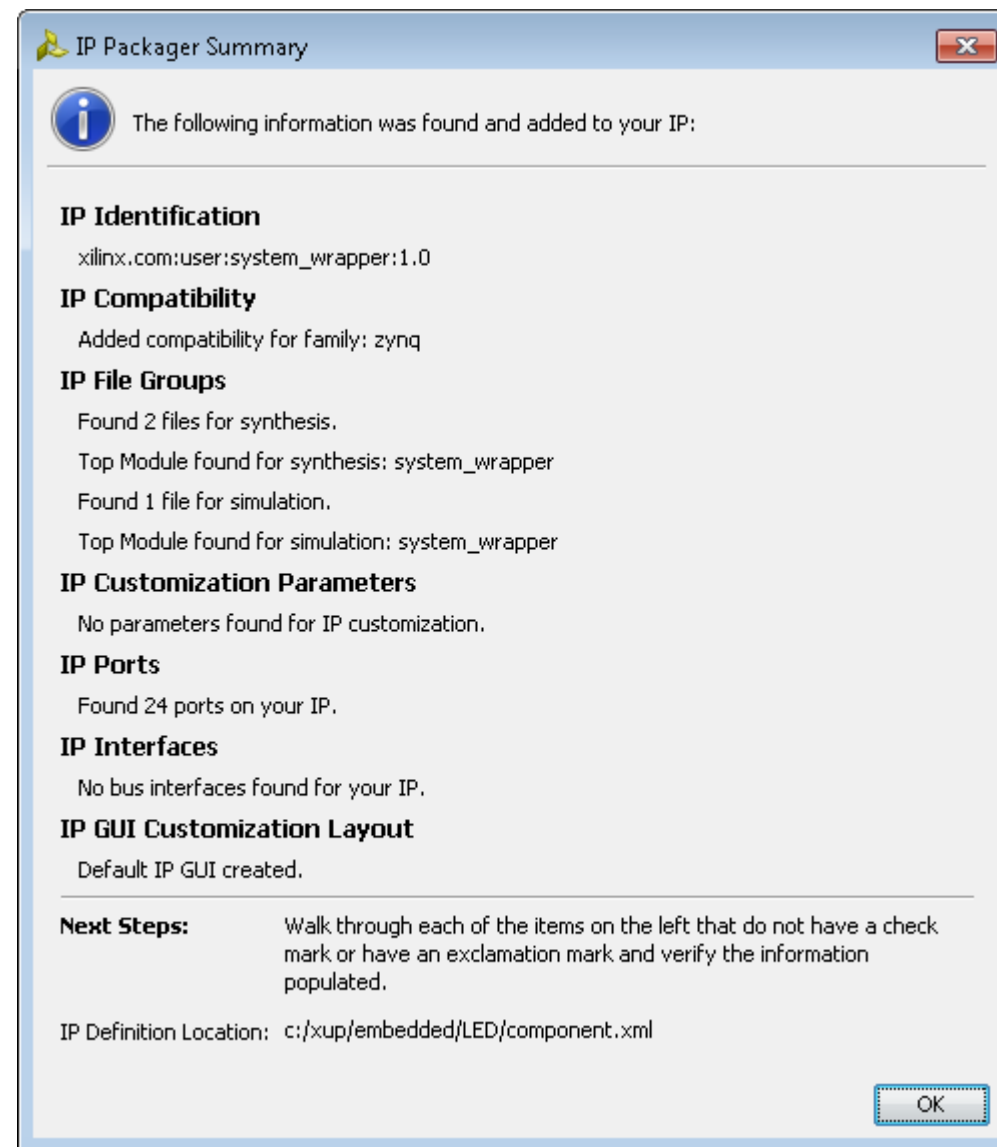 IP Packager Summary
The following information was found and added to your IP:
IP Identification
xilinx.com:user:system_wrapper:1.0
IP Compatibility
Added compatibility for family: zynq
IP File Groups
Found 2 files for synthesis.
Top Module found for synthesis: system_wrapper
Found 1 file for simulation.
Top Module found for simulation: system_wrapper
IP Customization Parameters
No parameters found for IP customization.
IP Ports
Found 24 ports on your IP.
IP Interfaces
No bus interfaces found for your IP.
IP GUI Customization Layout
Default IP GUI created.
Next Steps: Walk through each of the items on the left that do not have a check
mark or have an exclamation mark and verify the information
populated.
IP Definition Location: c:/xup/embedded/LED/component.xml
OK